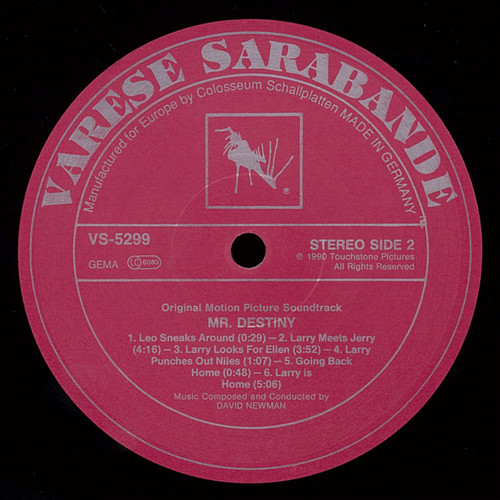 VARESE SARABANDE
Manufactured for Europe by Colosseum Schallplatten MADE IN GERMANY
®
VS-5299
STEREO SIDE 2
GEMA LC 6083
℗ 1990 Touchstone Pictures
All Rights Reserved
Original Motion Picture Soundtrack
MR. DESTINY
1. Leo Sneaks Around (0:29) — 2. Larry Meets Jerry
(4:16) — 3. Larry Looks For Ellen (3:52) — 4. Larry
Punches Out Niles (1:07) — 5. Going Back
Home (0:48) — 6. Larry is
Home (5:06)
Music Composed and Conducted by
DAVID NEWMAN